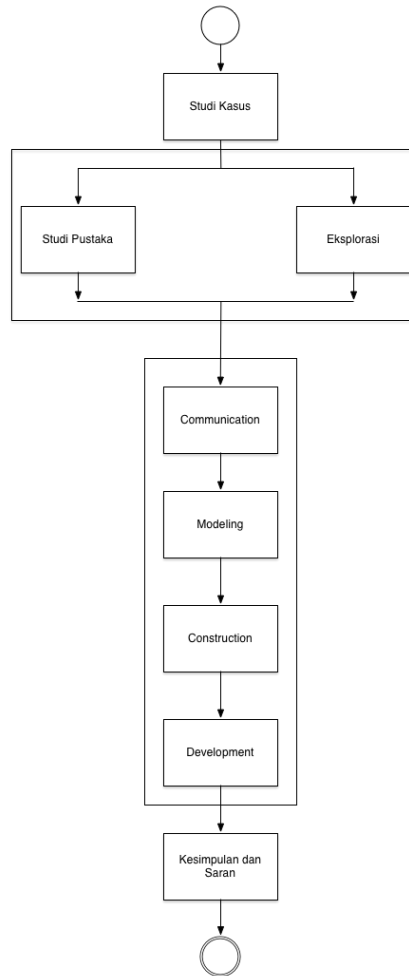 Studi Kasus
Studi Pustaka
Eksplorasi
Communication
Modeling
Construction
Development
Kesimpulan dan
Saran